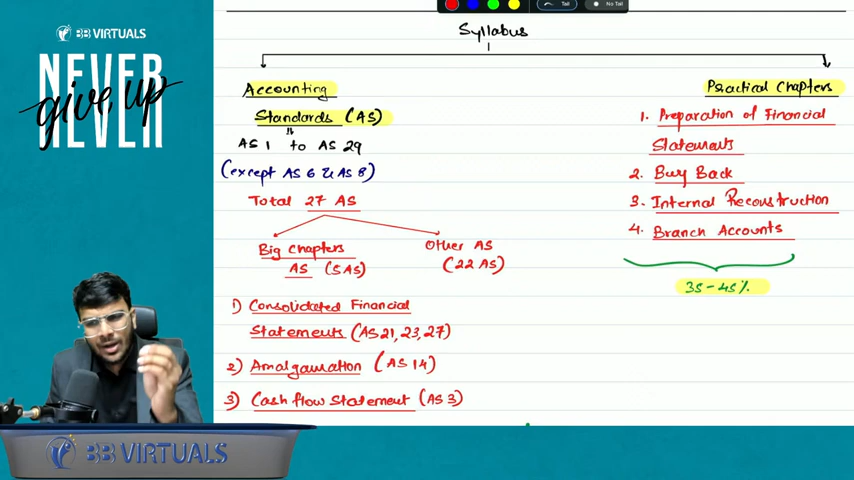 BB VIRTUALS
NEVER
give up
NEVER
Tail
No Tail
Syllabus
Accounting
Standards (AS)
AS 1 to AS 29
(except AS 6 & AS 8)
Total 27 AS
Big Chapters
AS (5 AS)
Other AS
(22 AS)
1) Consolidated Financial
Statements (AS 21, 23, 27)
2) Amalgamation (AS 14)
3) Cash flow Statement (AS 3)
Practical Chapters
1. Preparation of Financial
Statements
2. Buy Back
3. Internal Reconstruction
4. Branch Accounts
35-45%
BB VIRTUALS